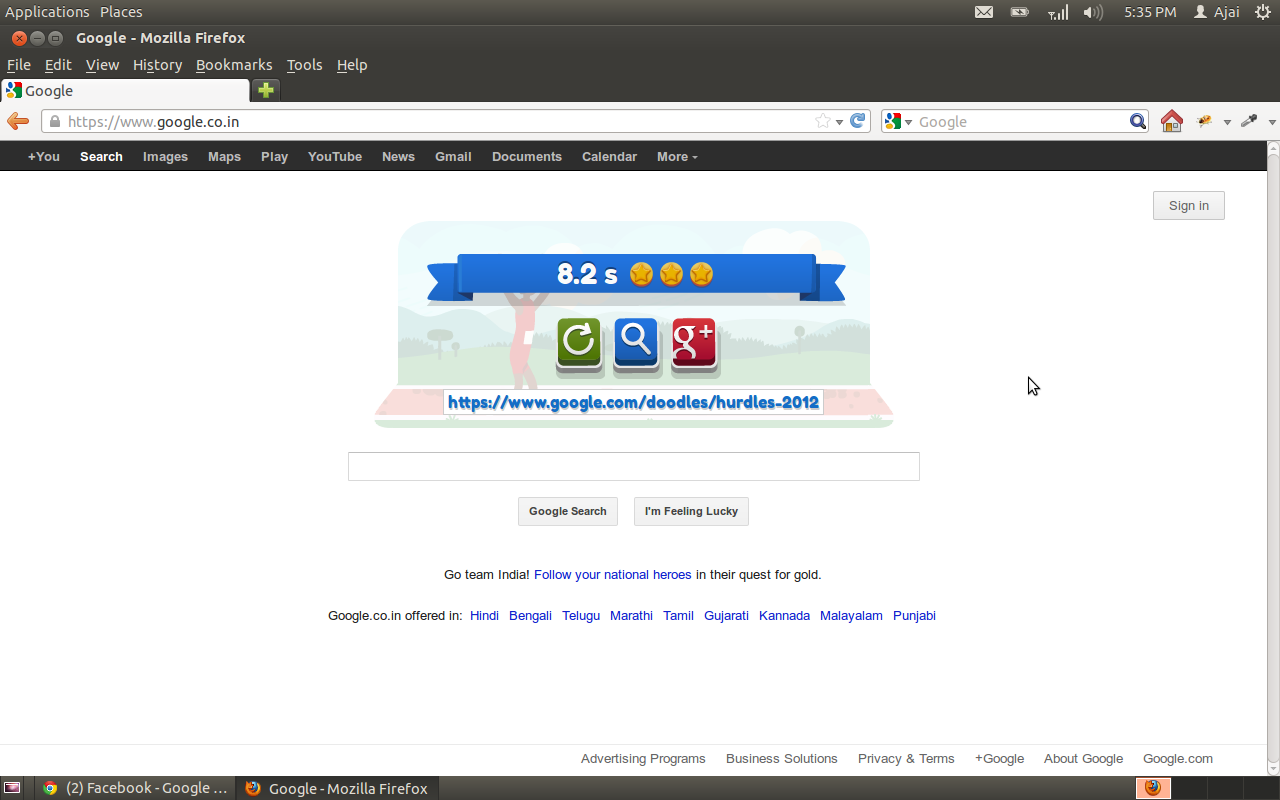 Applications Places 5:35 PM Ajai
Google - Mozilla Firefox
File Edit View History Bookmarks Tools Help
Google
https://www.google.co.in Google
+You Search Images Maps Play YouTube News Gmail Documents Calendar More
Sign in
8.2 s
g+
https://www.google.com/doodles/hurdles-2012
Google Search I'm Feeling Lucky
Go team India! Follow your national heroes in their quest for gold.
Google.co.in offered in: Hindi Bengali Telugu Marathi Tamil Gujarati Kannada Malayalam Punjabi
Advertising Programs Business Solutions Privacy & Terms +Google About Google Google.com
(2) Facebook - Google ... Google - Mozilla Firefox